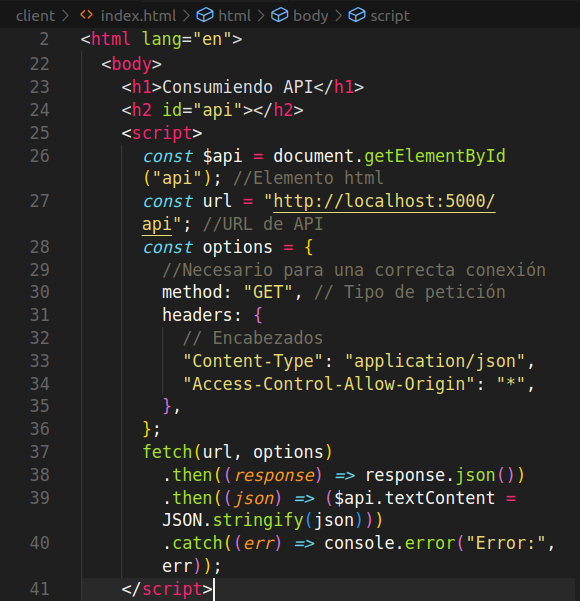 client > <> index.html > html > body > script
2 <html lang="en">
22 <body>
23 <h1>Consumiendo API</h1>
24 <h2 id="api"></h2>
25 <script>
26 const $api = document.getElementById
("api"); //Elemento html
27 const url = "http://localhost:5000/
api"; //URL de API
28 const options = {
29 //Necesario para una correcta conexión
30 method: "GET", // Tipo de petición
31 headers: {
32 // Encabezados
33 "Content-Type": "application/json",
34 "Access-Control-Allow-Origin": "*",
35 },
36 };
37 fetch(url, options)
38 .then((response) => response.json())
39 .then((json) => ($api.textContent =
JSON.stringify(json)))
40 .catch((err) => console.error("Error:",
err));
41 </script>